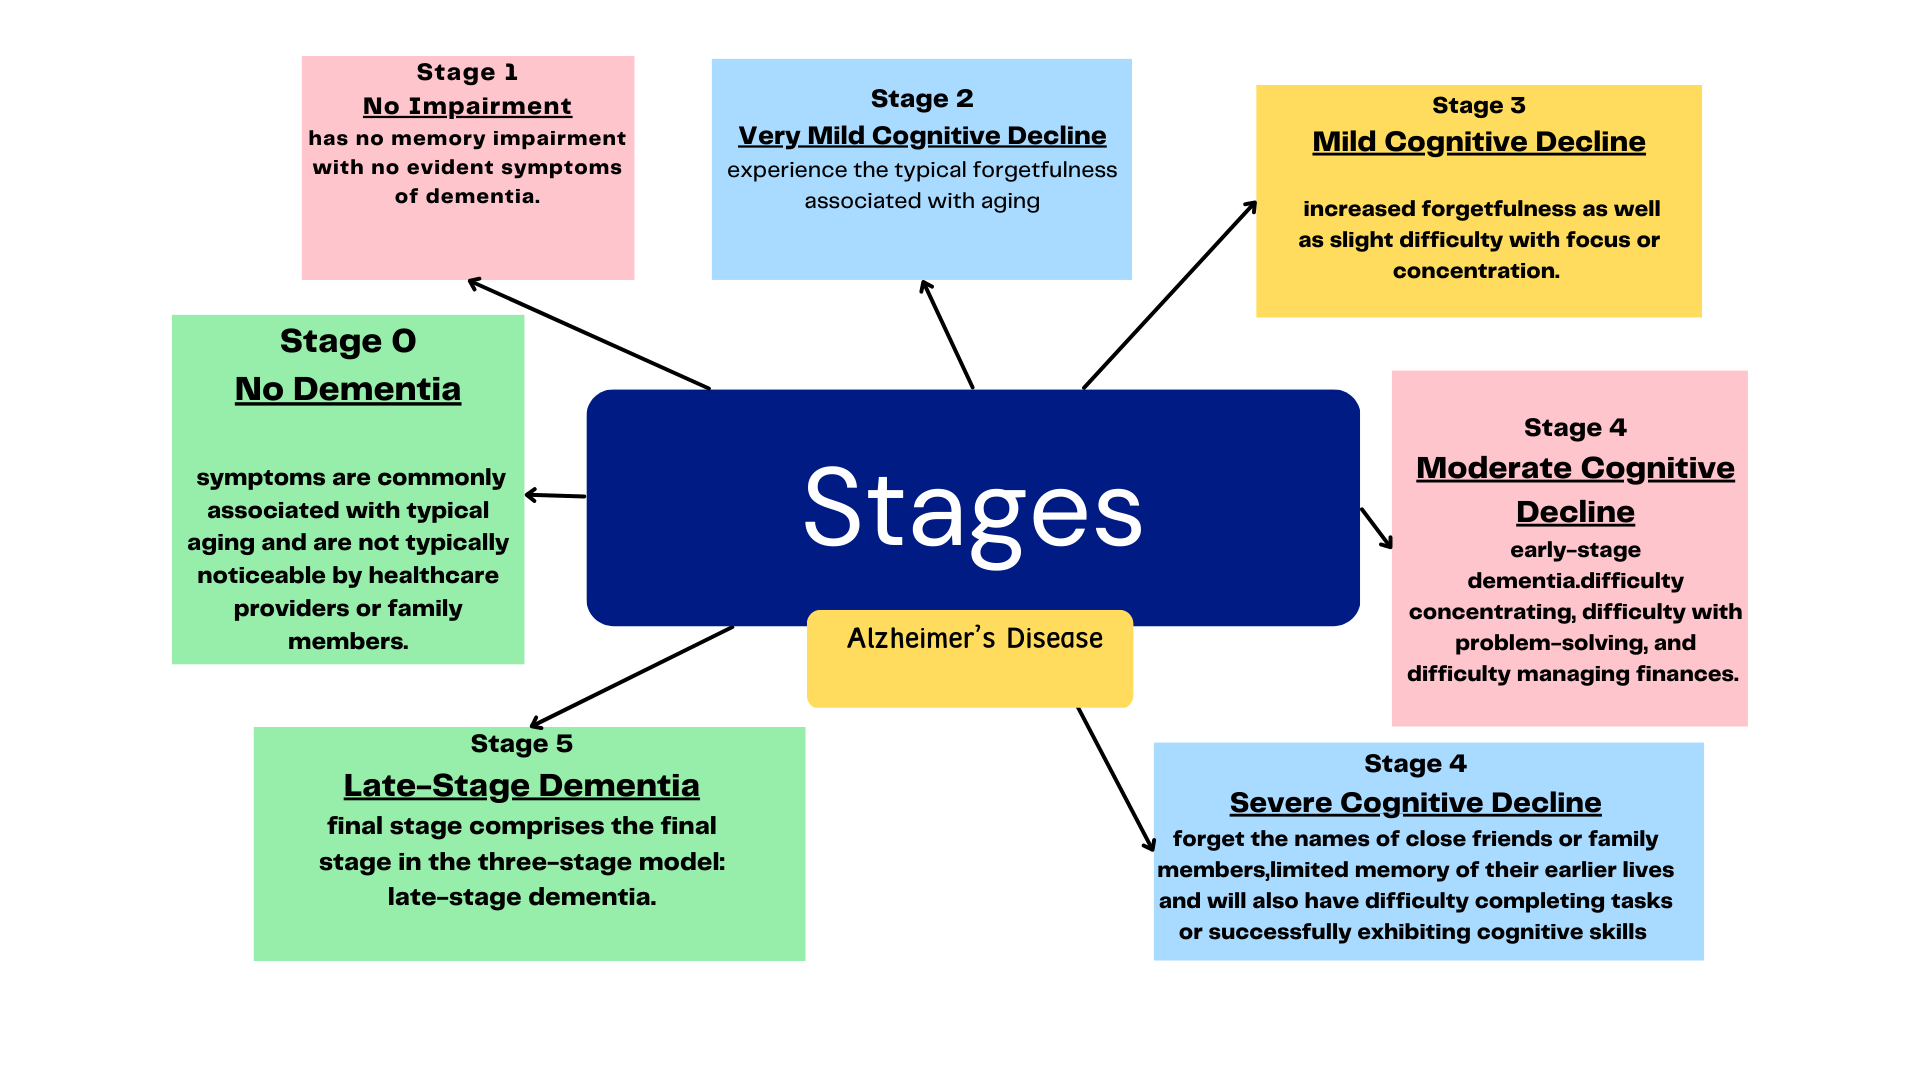 Stage 1
No Impairment
has no memory impairment
with no evident symptoms
of dementia.
Stage 2
Very Mild Cognitive Decline
experience the typical forgetfulness
associated with aging
Stage 3
Mild Cognitive Decline
increased forgetfulness as well
as slight difficulty with focus or
concentration.
Stage 0
No Dementia
symptoms are commonly
associated with typical
aging and are not typically
noticeable by healthcare
providers or family
members.
Stages
Alzheimer's Disease
Stage 4
Moderate Cognitive
Decline
early-stage
dementia.difficulty
concentrating, difficulty with
problem-solving, and
difficulty managing finances.
Stage 5
Late-Stage Dementia
final stage comprises the final
stage in the three-stage model:
late-stage dementia.
Stage 4
Severe Cognitive Decline
forget the names of close friends or family
members,limited memory of their earlier lives
and will also have difficulty completing tasks
or successfully exhibiting cognitive skills